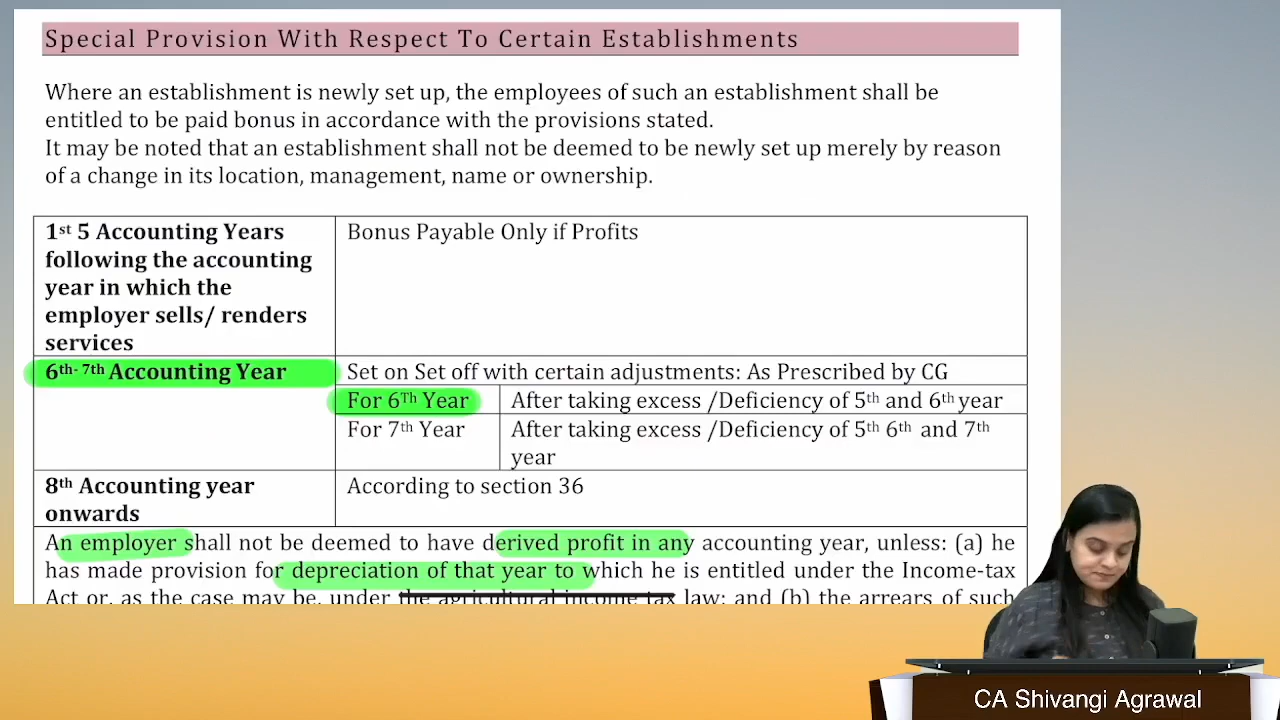 Special Provision With Respect To Certain Establishments
Where an establishment is newly set up, the employees of such an establishment shall be
entitled to be paid bonus in accordance with the provisions stated.
It may be noted that an establishment shall not be deemed to be newly set up merely by reason
of a change in its location, management, name or ownership.
1st 5 Accounting Years
following the accounting
year in which the
employer sells/ renders
services
Bonus Payable Only if Profits
6th- 7th Accounting Year
Set on Set off with certain adjustments: As Prescribed by CG
For 6Th Year
After taking excess /Deficiency of 5th and 6th year
For 7th Year
After taking excess /Deficiency of 5th 6th and 7th
year
8th Accounting year
onwards
According to section 36
An employer shall not be deemed to have derived profit in any accounting year, unless: (a) he
has made provision for depreciation of that year to which he is entitled under the Income-tax
Act or, as the case may be, under the agricultural income tax law; and (b) the arrears of such
CA Shivangi Agrawal